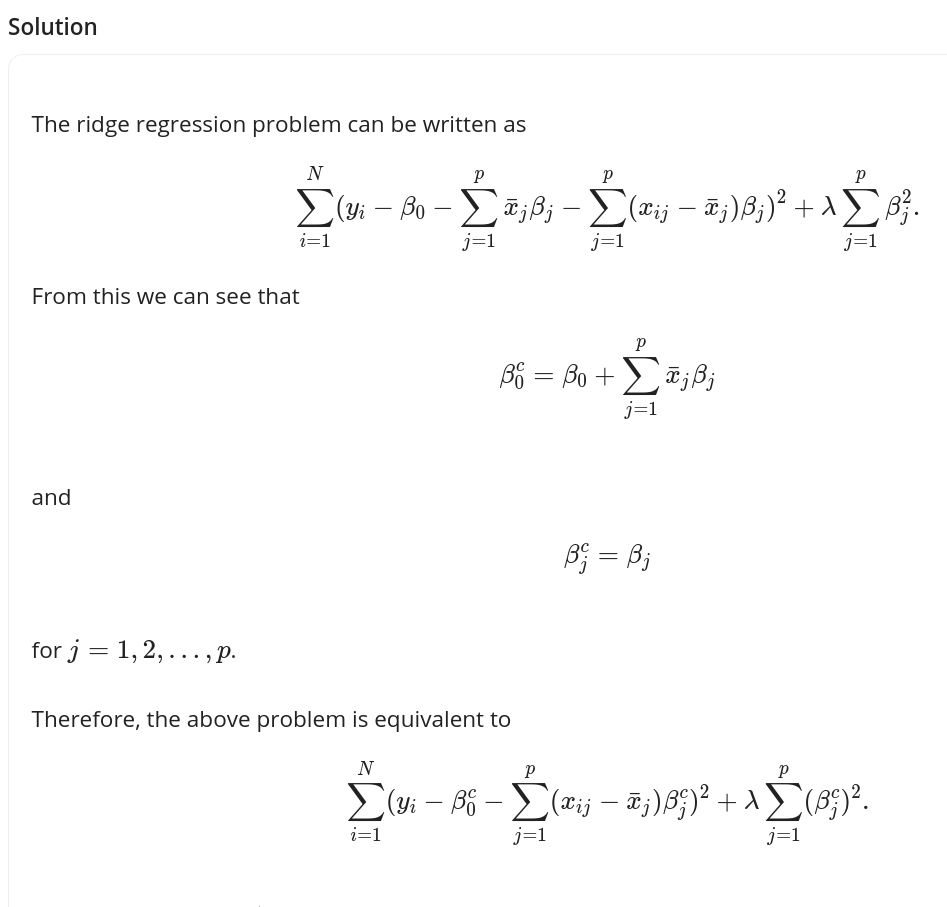 Solution
The ridge regression problem can be written as
$$\sum_{i=1}^{N}(y_i - \beta_0 - \sum_{j=1}^{p}\bar{x}_j\beta_j - \sum_{j=1}^{p}(x_{ij} - \bar{x}_j)\beta_j)^2 + \lambda\sum_{j=1}^{p}\beta_j^2.$$
From this we can see that
$$\beta_0^c = \beta_0 + \sum_{j=1}^{p}\bar{x}_j\beta_j$$
and
$$\beta_j^c = \beta_j$$
for $j = 1, 2, \ldots, p$.
Therefore, the above problem is equivalent to
$$\sum_{i=1}^{N}(y_i - \beta_0^c - \sum_{j=1}^{p}(x_{ij} - \bar{x}_j)\beta_j^c)^2 + \lambda\sum_{j=1}^{p}(\beta_j^c)^2.$$